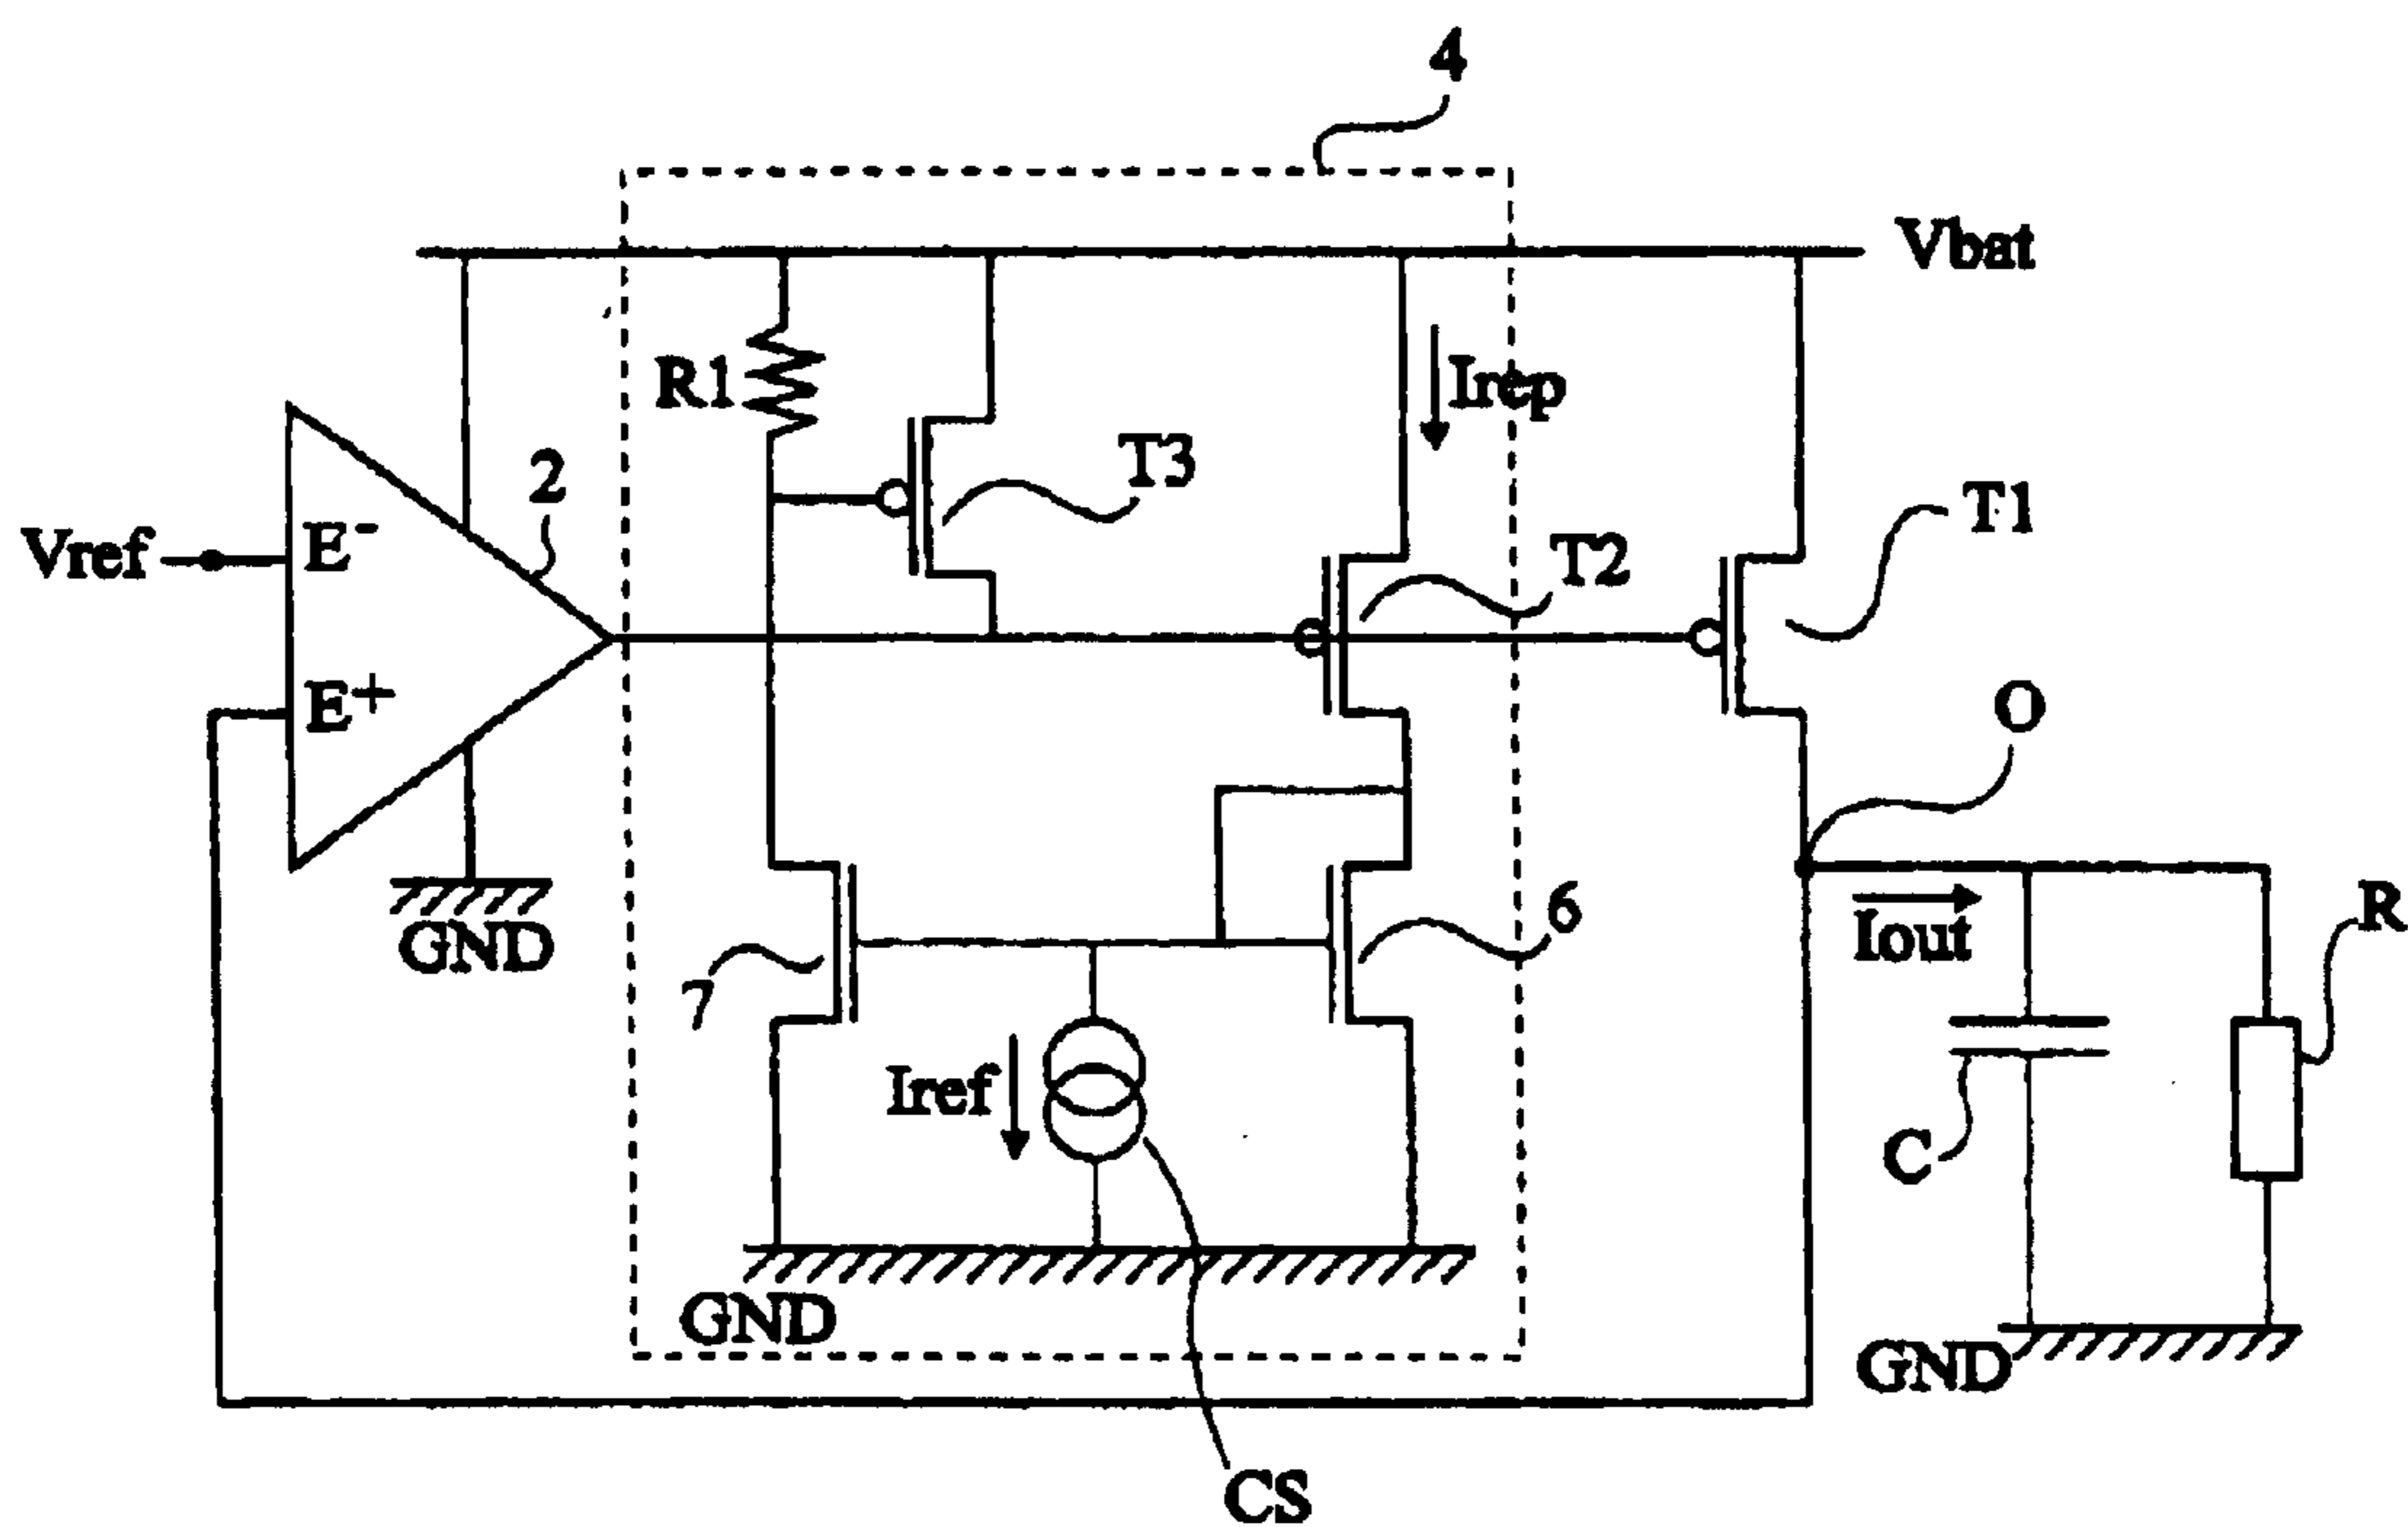 4
Vbat
R1
Irep
T3
T1
2
T2
Vref
E-
E+
O
6
R
GND
Iout
7
Iref
C
GND
GND
CS